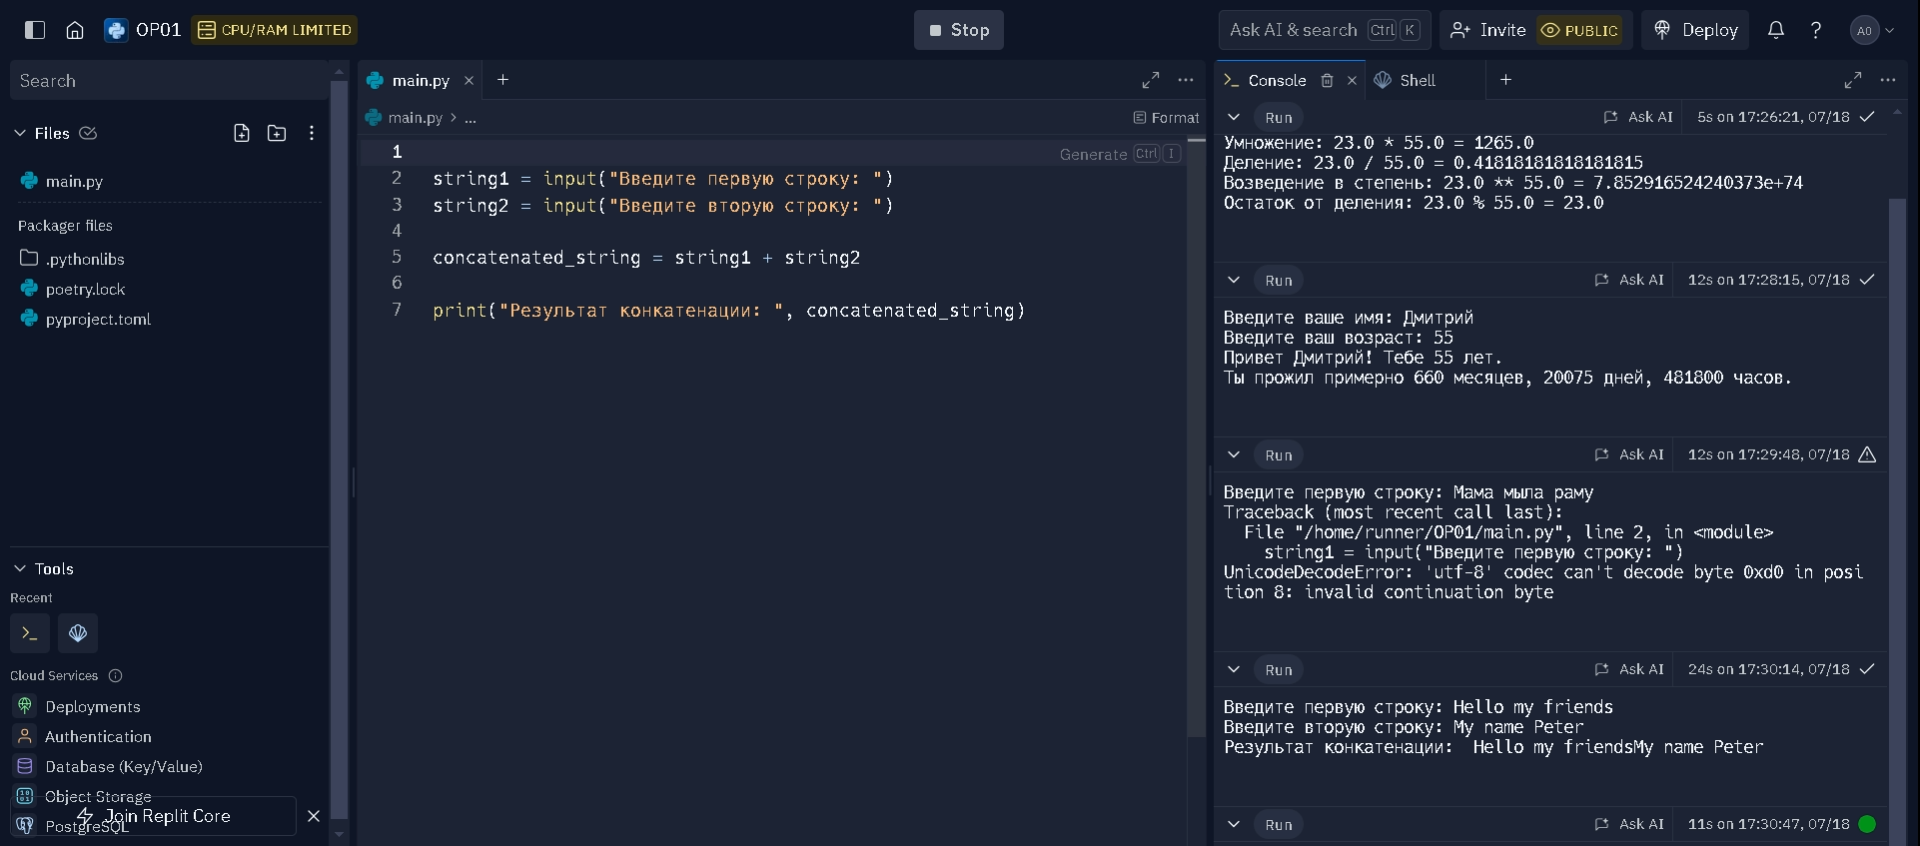 OP01
CPU/RAM LIMITED
Stop
Ask AI & search Ctrl K
Invite
PUBLIC
Deploy
A0
Search
Files
main.py
Packager files
.pythonlibs
poetry.lock
pyproject.toml
Tools
Recent
Cloud Services
Deployments
Authentication
Database (Key/Value)
Object Storage
Join Replit Core
PostgreSQL
main.py
main.py > ...
Format
Generate Ctrl I
1
2 string1 = input("Введите первую строку: ")
3 string2 = input("Введите вторую строку: ")
4
5 concatenated_string = string1 + string2
6
7 print("Результат конкатенации: ", concatenated_string)
Console
Shell
Run Ask AI 5s on 17:26:21, 07/18
Умножение: 23.0 * 55.0 = 1265.0
Деление: 23.0 / 55.0 = 0.41818181818181815
Возведение в степень: 23.0 ** 55.0 = 7.852916524240373e+74
Остаток от деления: 23.0 % 55.0 = 23.0
Run Ask AI 12s on 17:28:15, 07/18
Введите ваше имя: Дмитрий
Введите ваш возраст: 55
Привет Дмитрий! Тебе 55 лет.
Ты прожил примерно 660 месяцев, 20075 дней, 481800 часов.
Run Ask AI 12s on 17:29:48, 07/18
Введите первую строку: Мама мыла раму
Traceback (most recent call last):
File "/home/runner/OP01/main.py", line 2, in <module>
string1 = input("Введите первую строку: ")
UnicodeDecodeError: 'utf-8' codec can't decode byte 0xd0 in posi
tion 8: invalid continuation byte
Run Ask AI 24s on 17:30:14, 07/18
Введите первую строку: Hello my friends
Введите вторую строку: My name Peter
Результат конкатенации:  Hello my friendsMy name Peter
Run Ask AI 11s on 17:30:47, 07/18